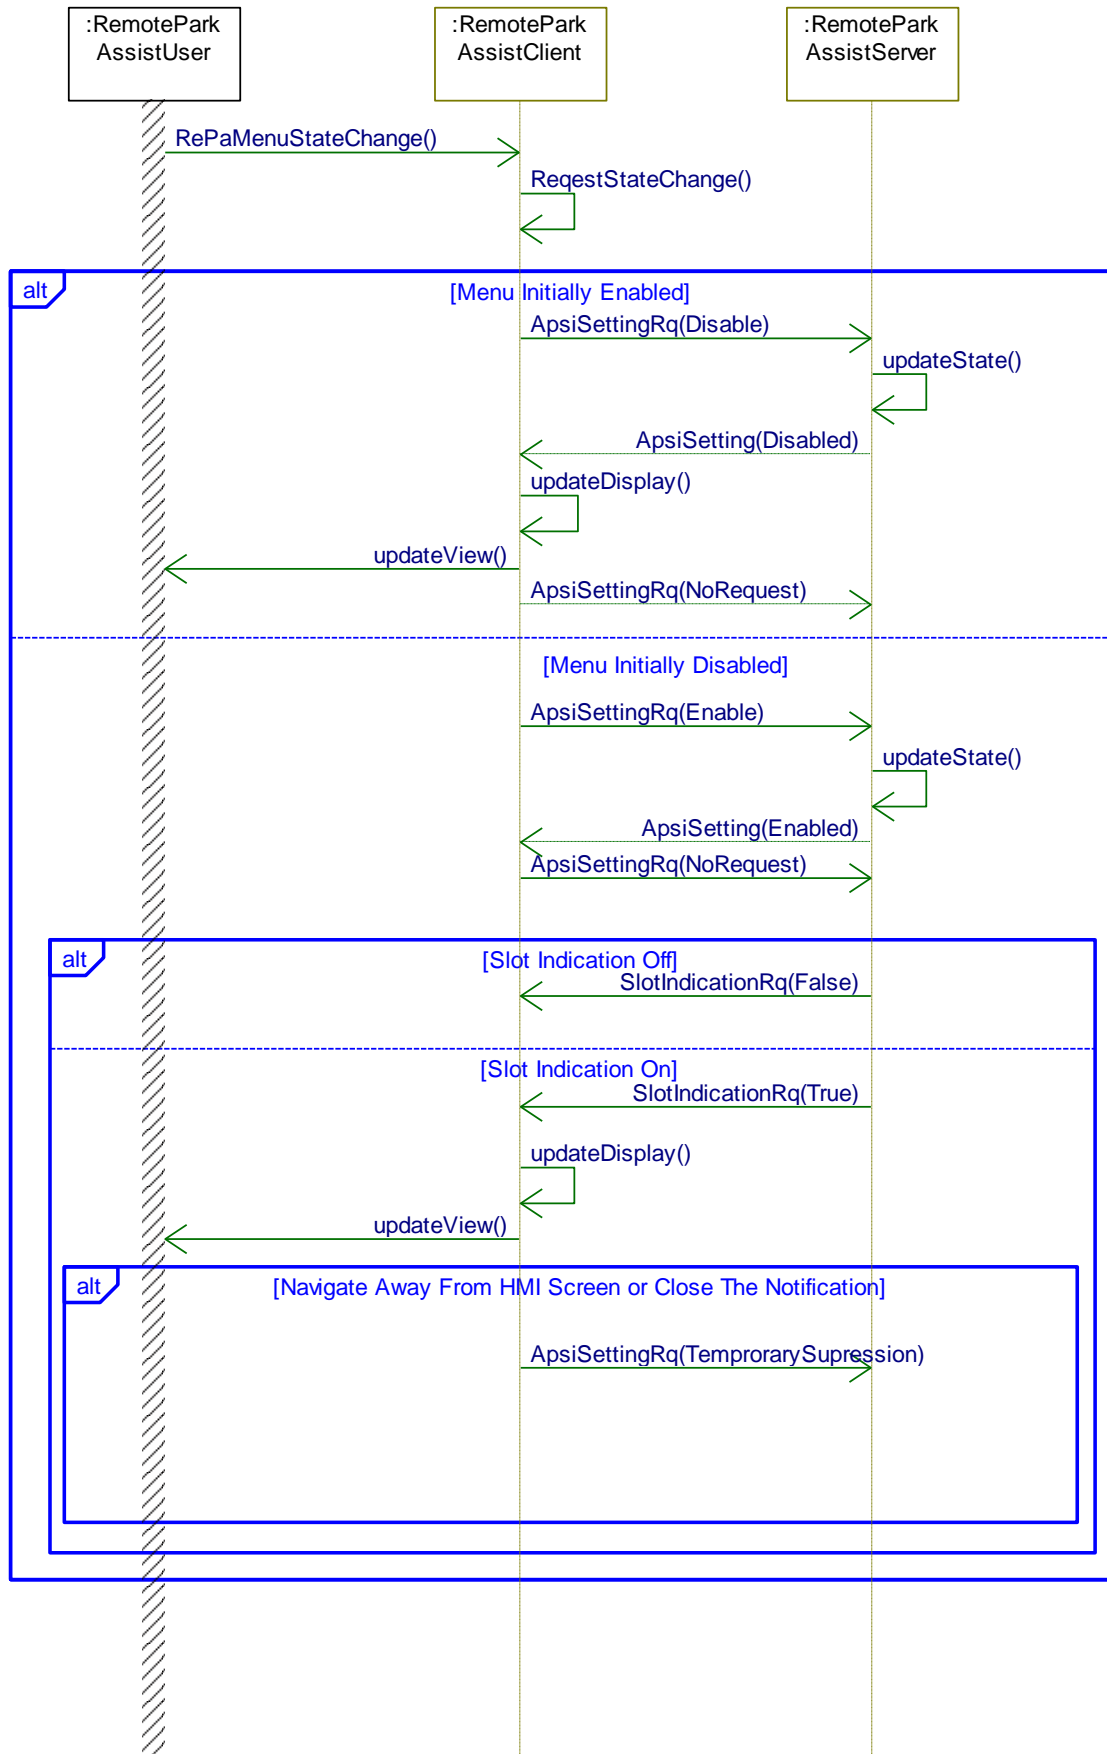 :RemotePark
AssistUser
:RemotePark
AssistClient
:RemotePark
AssistServer
RePaMenuStateChange()
ReqestStateChange()
alt
[Menu Initially Enabled]
ApsiSettingRq(Disable)
updateState()
ApsiSetting(Disabled)
updateDisplay()
updateView()
ApsiSettingRq(NoRequest)
[Menu Initially Disabled]
ApsiSettingRq(Enable)
updateState()
ApsiSetting(Enabled)
ApsiSettingRq(NoRequest)
alt
[Slot Indication Off]
SlotIndicationRq(False)
[Slot Indication On]
SlotIndicationRq(True)
updateDisplay()
updateView()
alt
[Navigate Away From HMI Screen or Close The Notification]
ApsiSettingRq(TemprorarySupression)